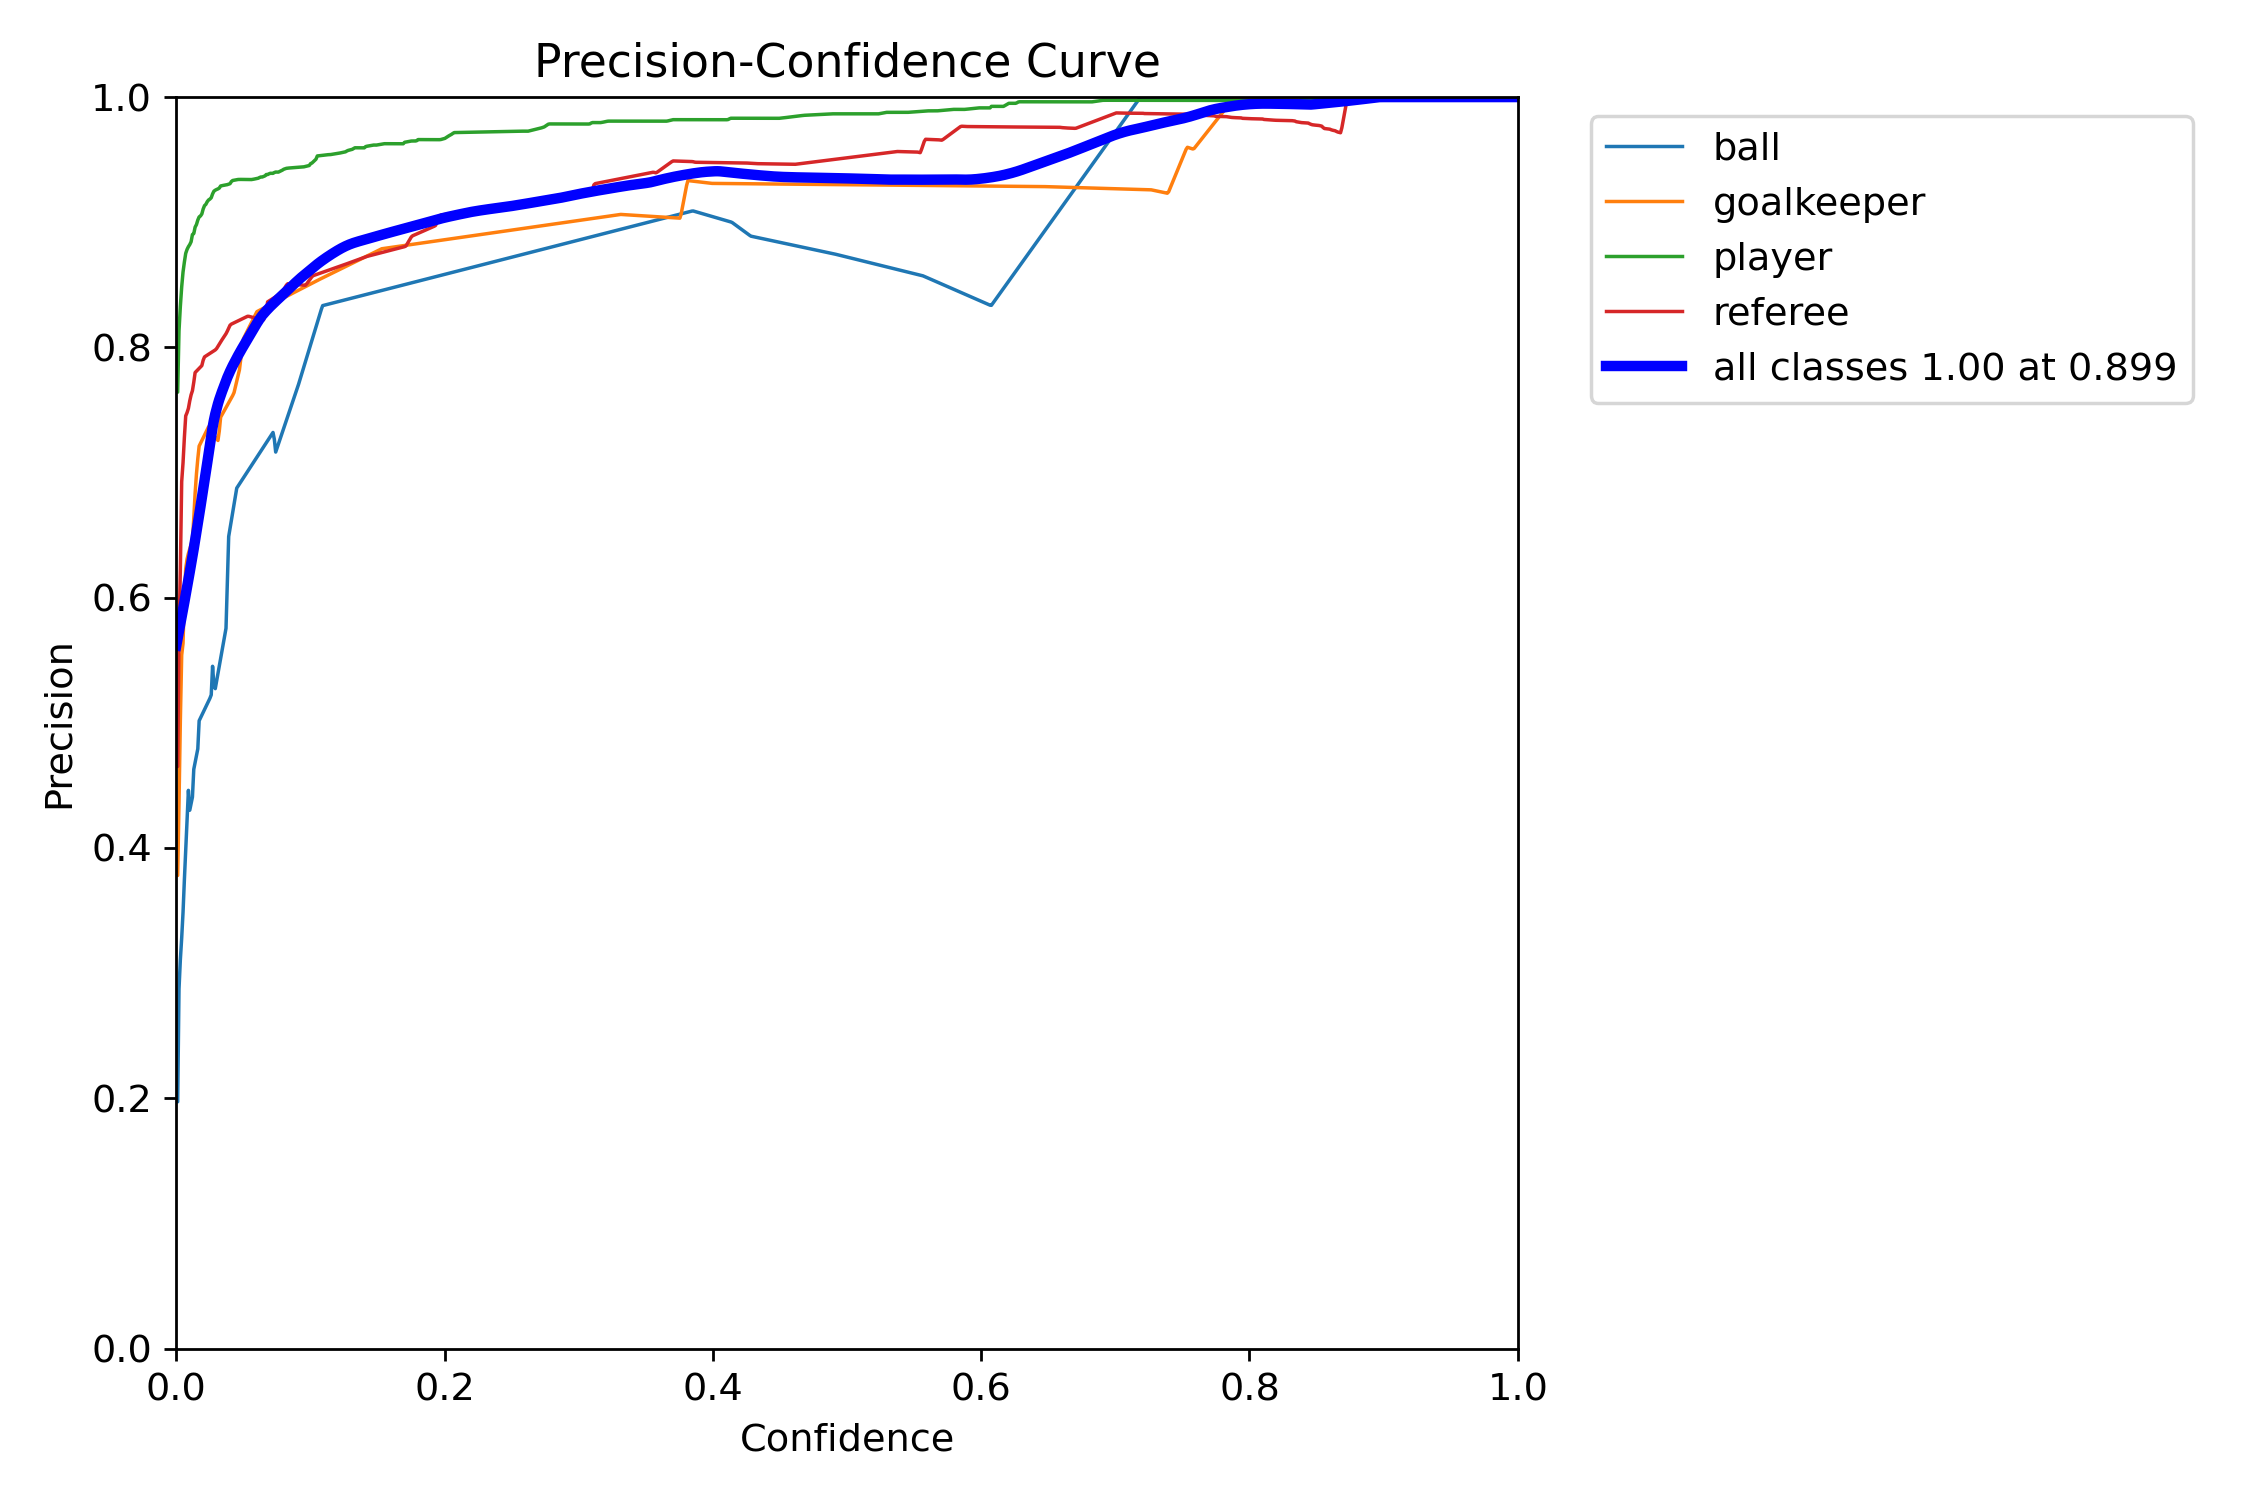 Precision-Confidence Curve
1.0
0.8
0.6
0.4
0.2
0.0
Precision
0.0 0.2 0.4 0.6 0.8 1.0
Confidence
ball
goalkeeper
player
referee
all classes 1.00 at 0.899